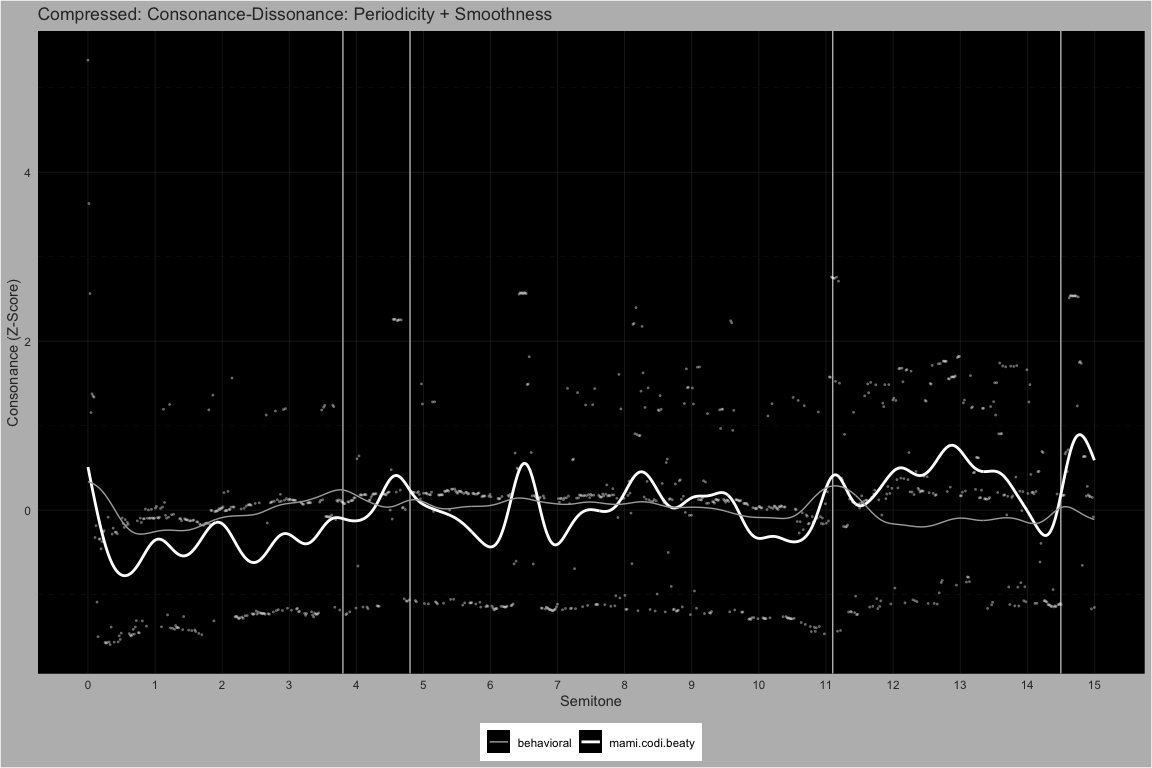 Compressed: Consonance-Dissonance: Periodicity + Smoothness
Consonance (Z-Score)
4
2
0
0 1 2 3 4 5 6 7 8 9 10 11 12 13 14 15
Semitone
behavioral mami.codi.beaty